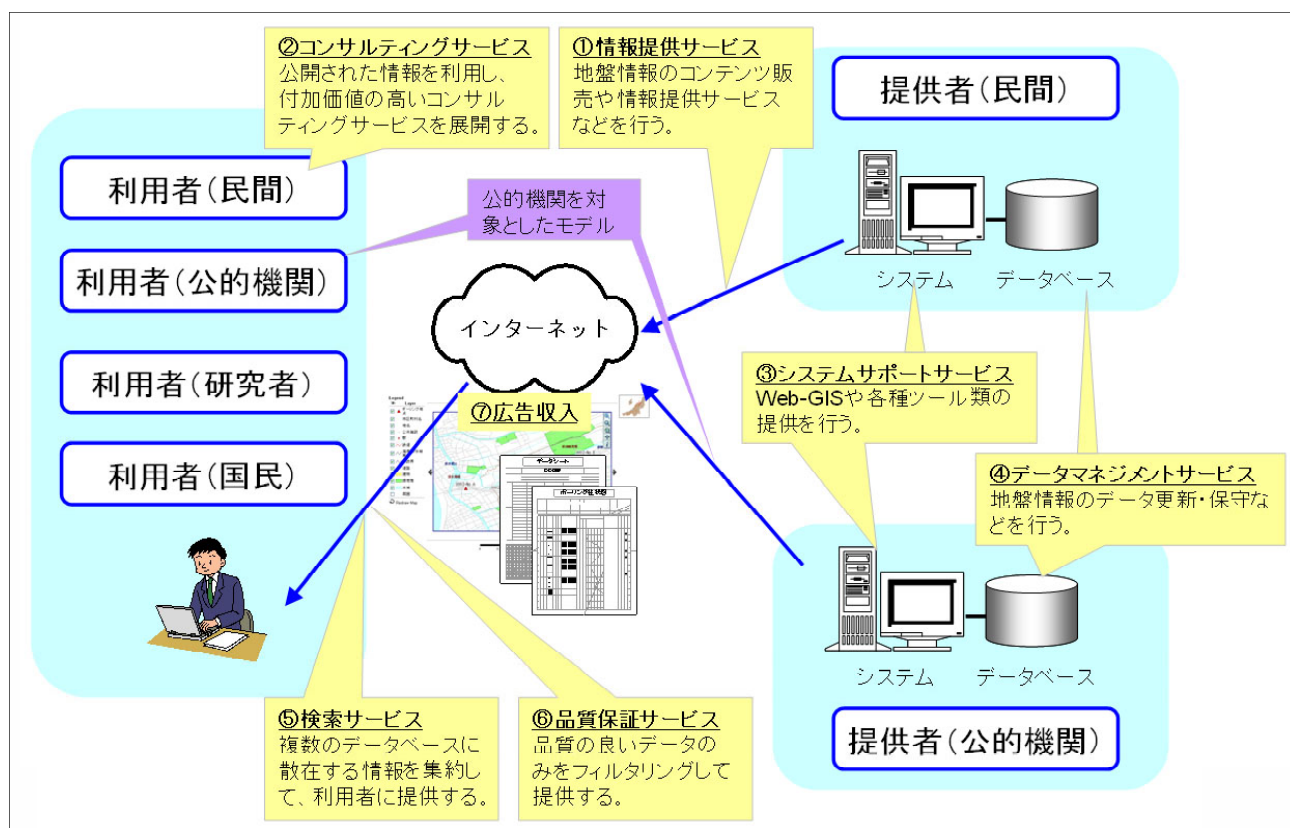 ②コンサルティングサービス
公開された情報を利用し、
付加価値の高いコンサル
ティングサービスを展開する。
①情報提供サービス
地盤情報のコンテンツ販
売や情報提供サービス
などを行う。
提供者(民間)
利用者(民間)
利用者(公的機関)
利用者(研究者)
利用者(国民)
公的機関を対
象としたモデル
インターネット
システム
データベース
③システムサポートサービス
Web-GISや各種ツール類の
提供を行う。
⑦広告収入
データシート
ボーリング柱状図
④データマネジメントサービス
地盤情報のデータ更新・保守な
どを行う。
システム
データベース
提供者(公的機関)
⑤検索サービス
複数のデータベースに
散在する情報を集約し
て、利用者に提供する。
⑥品質保証サービス
品質の良いデータの
みをフィルタリングして
提供する。